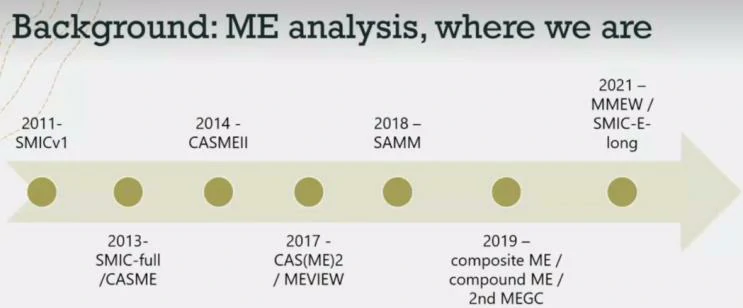 Background: ME analysis, where we are
2011-
SMICv1
2013-
SMIC-full
/CASME
2014 -
CASMEII
2017 -
CAS(ME)2
/ MEVIEW
2018 –
SAMM
2019 –
composite ME /
compound ME /
2nd MEGC
2021 –
MMEW /
SMIC-E-
long